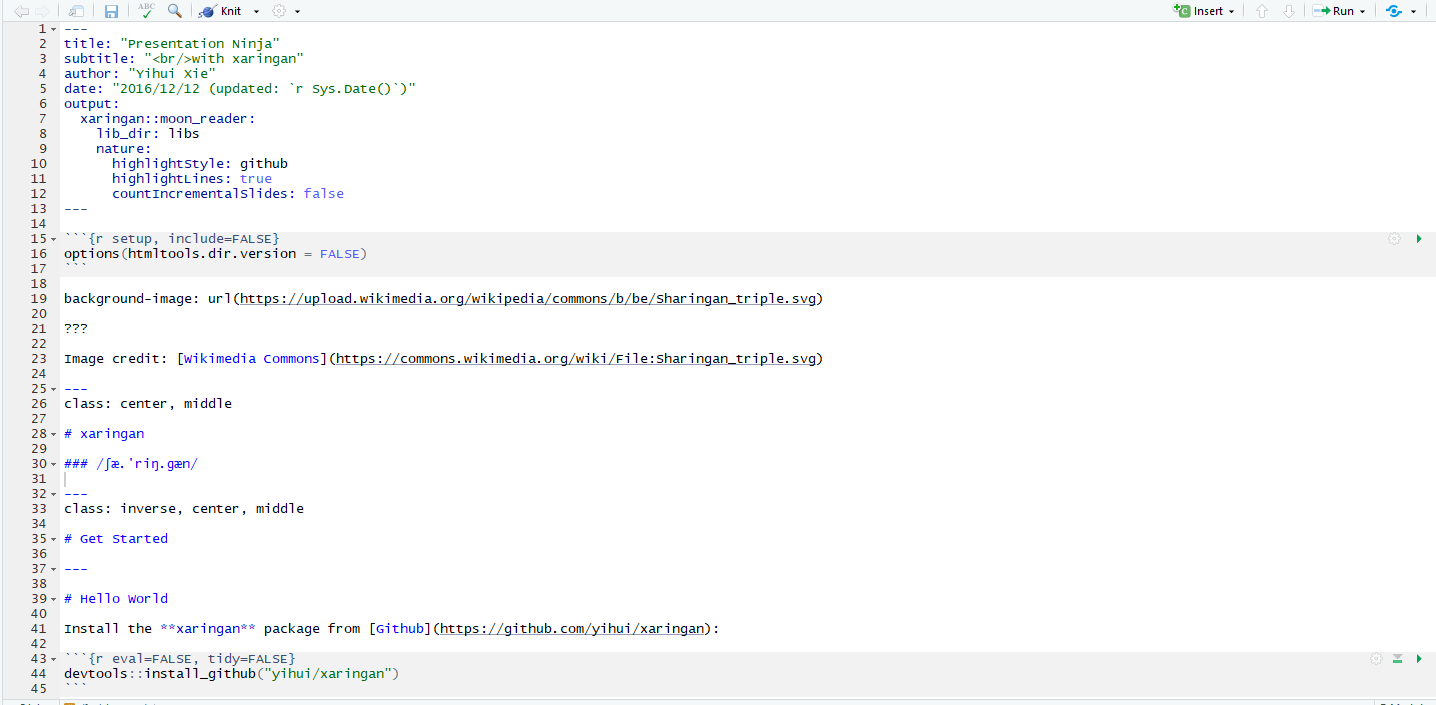 ABC Knit Insert Run
1 ---
2 title: "Presentation Ninja"
3 subtitle: "<br/>with xaringan"
4 author: "Yihui Xie"
5 date: "2016/12/12 (updated: `r Sys.Date()`)"
6 output:
7   xaringan::moon_reader:
8     lib_dir: libs
9     nature:
10       highlightStyle: github
11       highlightLines: true
12       countIncrementalSlides: false
13 ---
14
15 ```{r setup, include=FALSE}
16 options(htmltools.dir.version = FALSE)
17 ```
18
19 background-image: url(https://upload.wikimedia.org/wikipedia/commons/b/be/Sharingan_triple.svg)
20
21 ???
22
23 Image credit: [Wikimedia Commons](https://commons.wikimedia.org/wiki/File:Sharingan_triple.svg)
24
25 ---
26 class: center, middle
27
28 # xaringan
29
30 ### /ʃæ.ˈriŋ.ɡæn/
31
32 ---
33 class: inverse, center, middle
34
35 # Get Started
36
37 ---
38
39 # Hello World
40
41 Install the **xaringan** package from [Github](https://github.com/yihui/xaringan):
42
43 ```{r eval=FALSE, tidy=FALSE}
44 devtools::install_github("yihui/xaringan")
45 ```